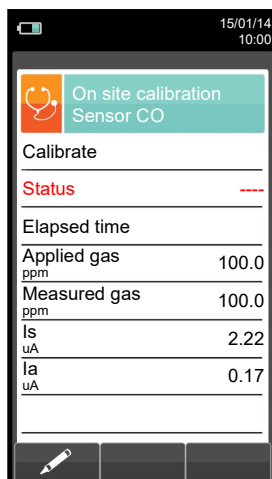 15/01/14
10:00
On site calibration
Sensor CO
Calibrate
Status ----
Elapsed time
Applied gas 100.0
ppm
Measured gas 100.0
ppm
Is 2.22
uA
Ia 0.17
uA